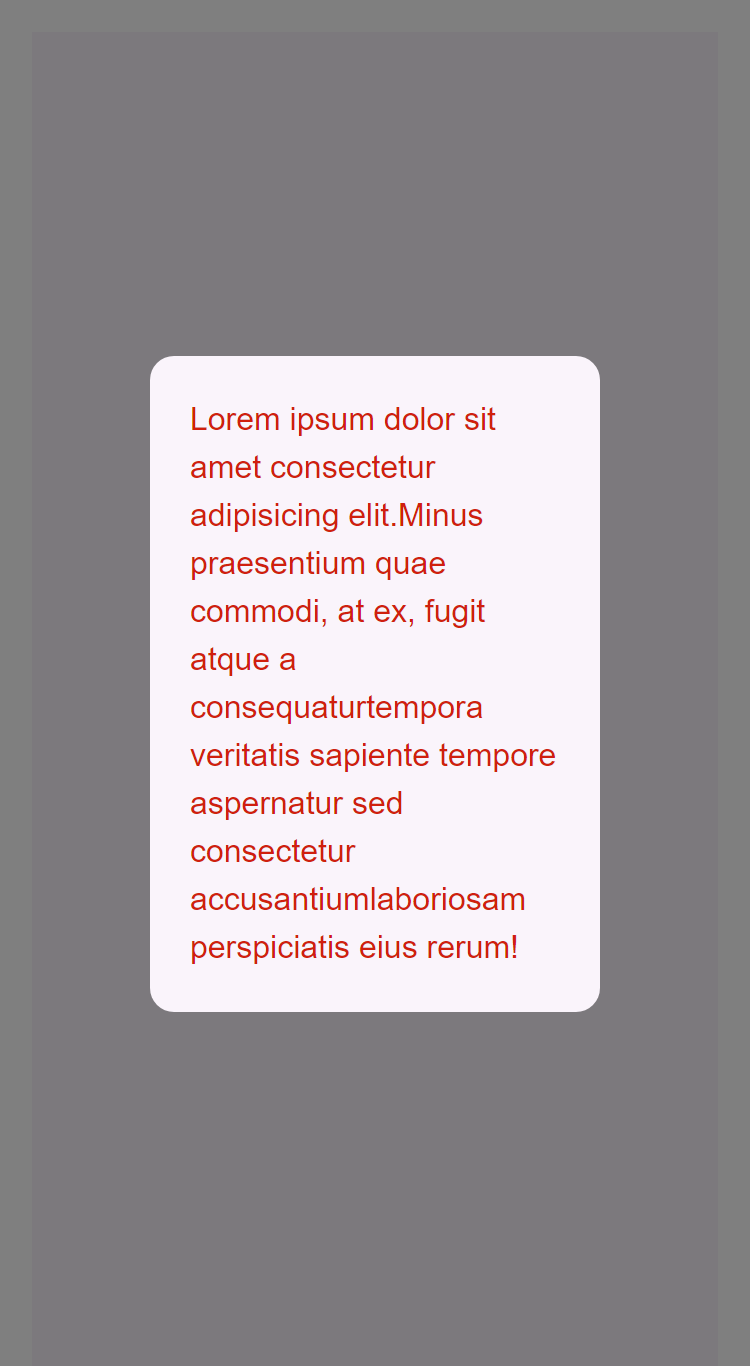 Lorem ipsum dolor sit
amet consectetur
adipisicing elit.Minus
praesentium quae
commodi, at ex, fugit
atque a
consequaturtempora
veritatis sapiente tempore
aspernatur sed
consectetur
accusantiumlaboriosam
perspiciatis eius rerum!